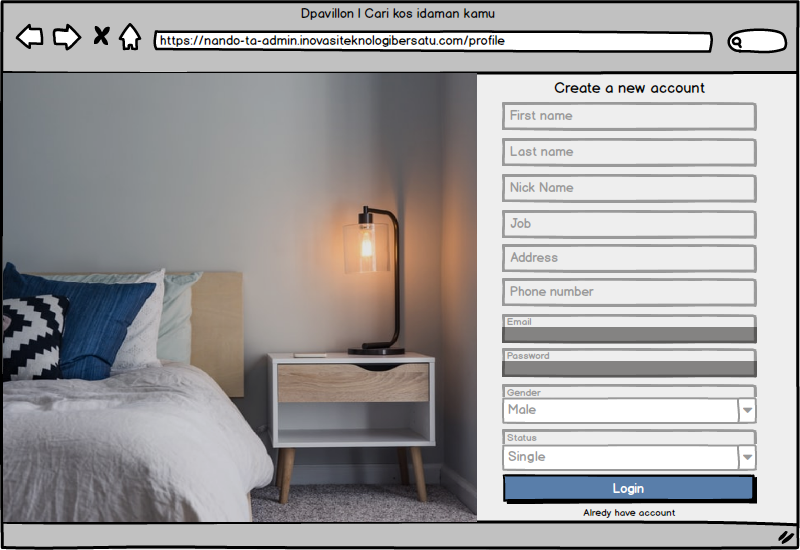 Dpavillon | Cari kos idaman kamu
https://nando-ta-admin.inovasiteknologibersatu.com/profile
Create a new account
First name
Last name
Nick Name
Job
Address
Phone number
Email
Password
Gender
Male
Status
Single
Login
Alredy have account